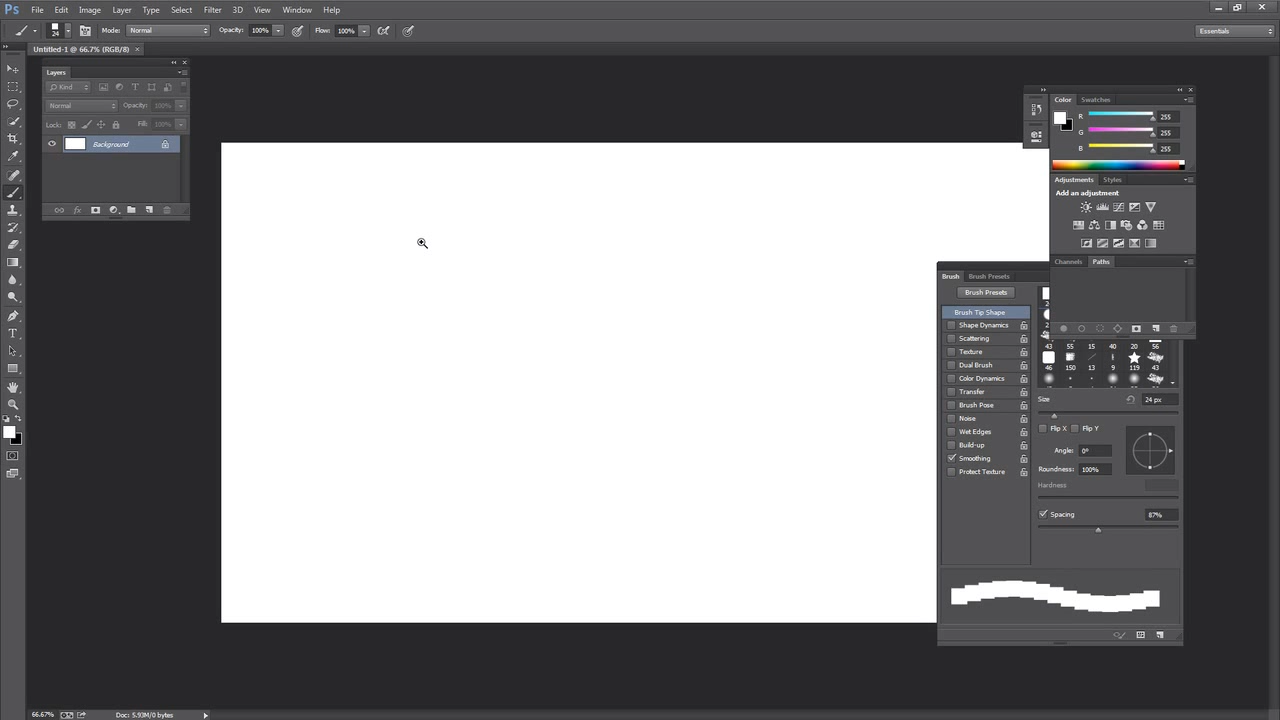 Ps File Edit Image Layer Type Select Filter 3D View Window Help
24 Mode: Normal Opacity: 100% Flow: 100% Essentials
Untitled-1 @ 66.7% (RGB/8) ×
Layers
Kind
Normal Opacity: 100%
Lock: Fill: 100%
Background
fx
Color Swatches
R 255
G 255
B 255
Adjustments Styles
Add an adjustment
Channels Paths
Brush Brush Presets
Brush Presets
Brush Tip Shape
Shape Dynamics
Scattering
Texture
Dual Brush
Color Dynamics
Transfer
Brush Pose
Noise
Wet Edges
Build-up
Smoothing
Protect Texture
43 55 15 40 20 56
46 150 13 9 119 43
Size 24 px
Flip X Flip Y
Angle: 0º
Roundness: 100%
Hardness
Spacing 87%
66.67% Doc: 5.93M/0 bytes